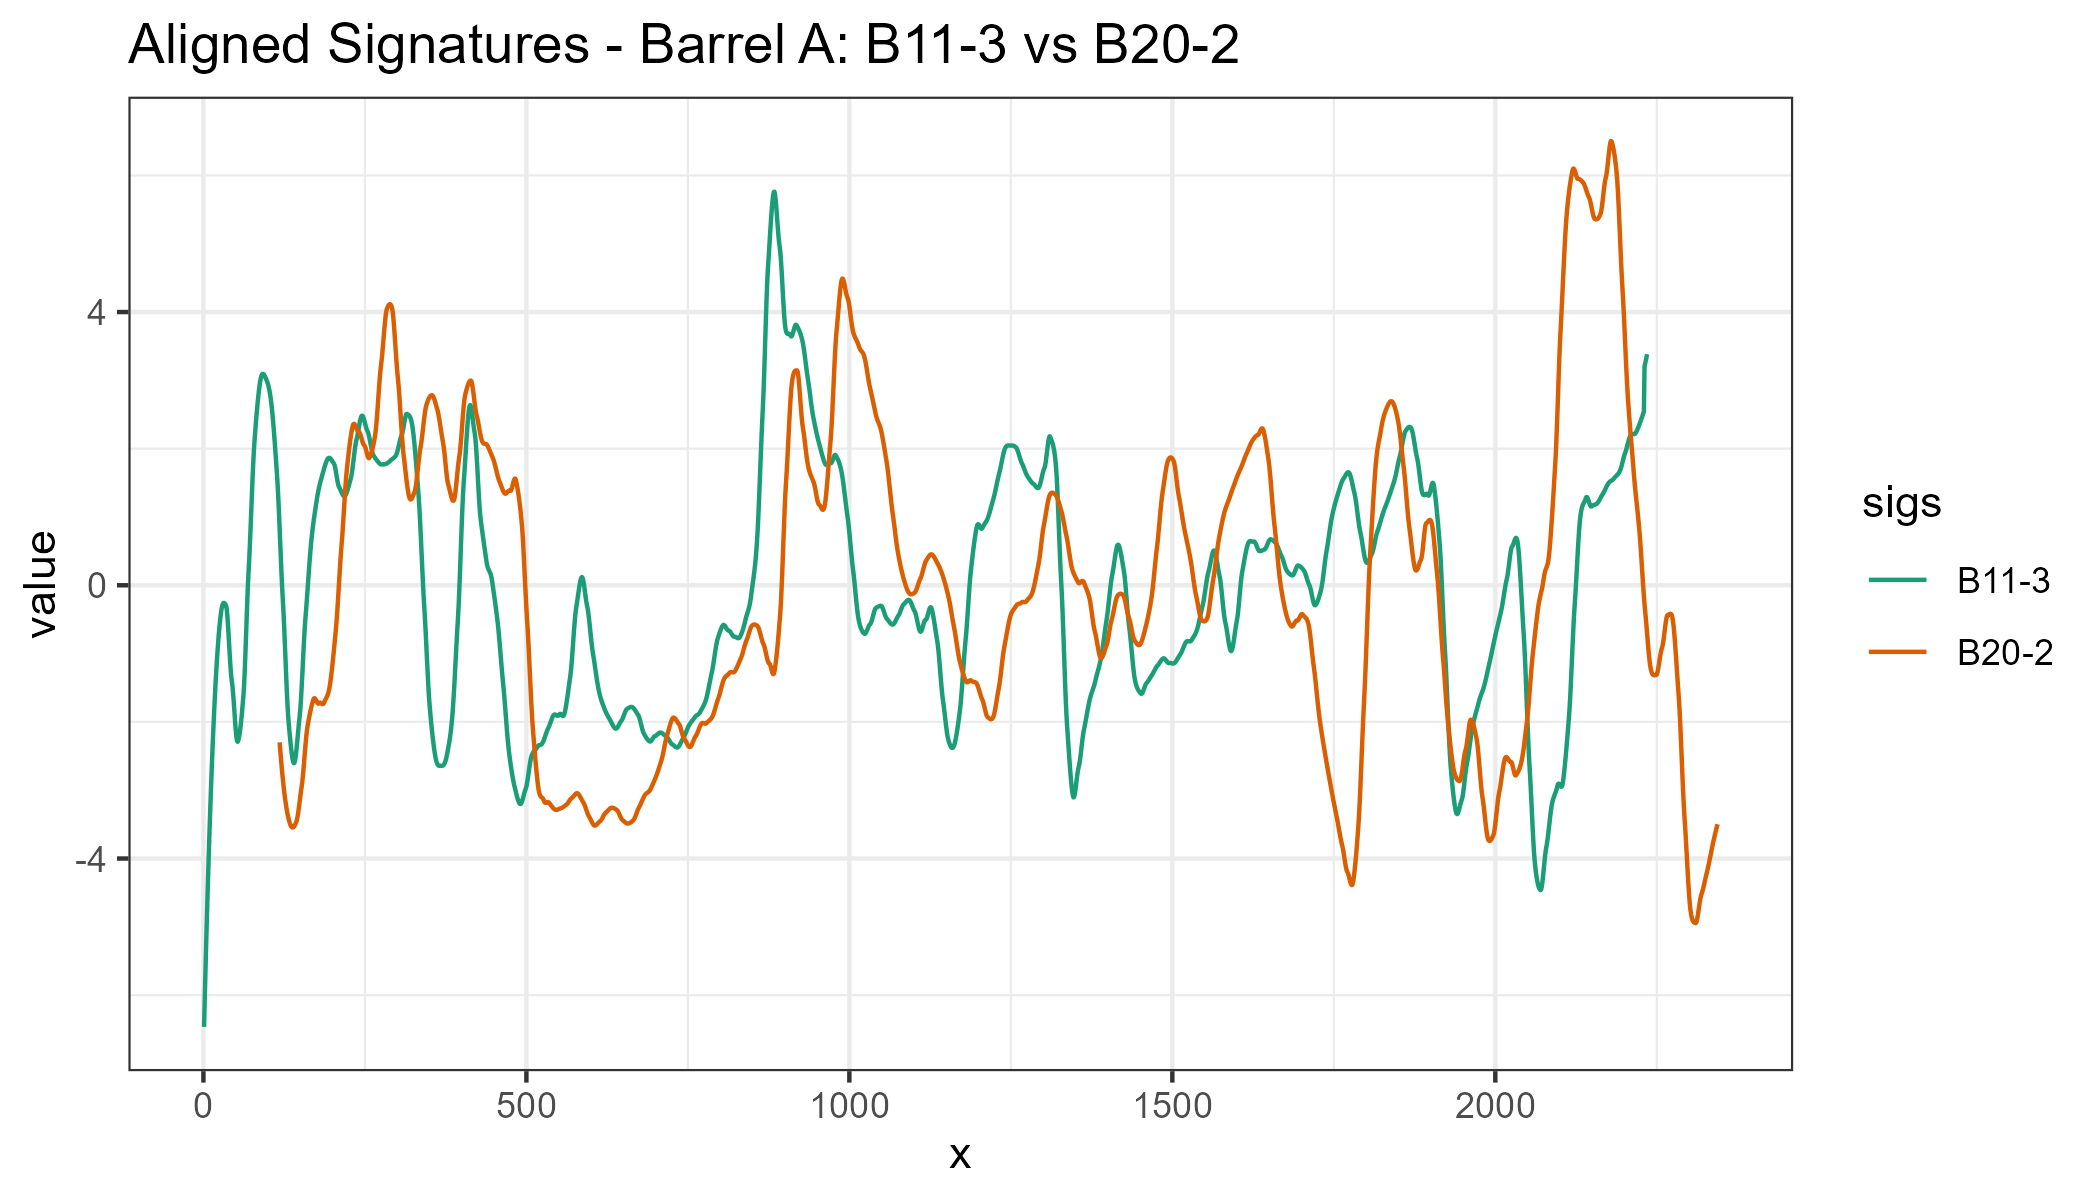 Aligned Signatures - Barrel A: B11-3 vs B20-2
value
4
0
-4
0 500 1000 1500 2000
x
sigs
B11-3
B20-2